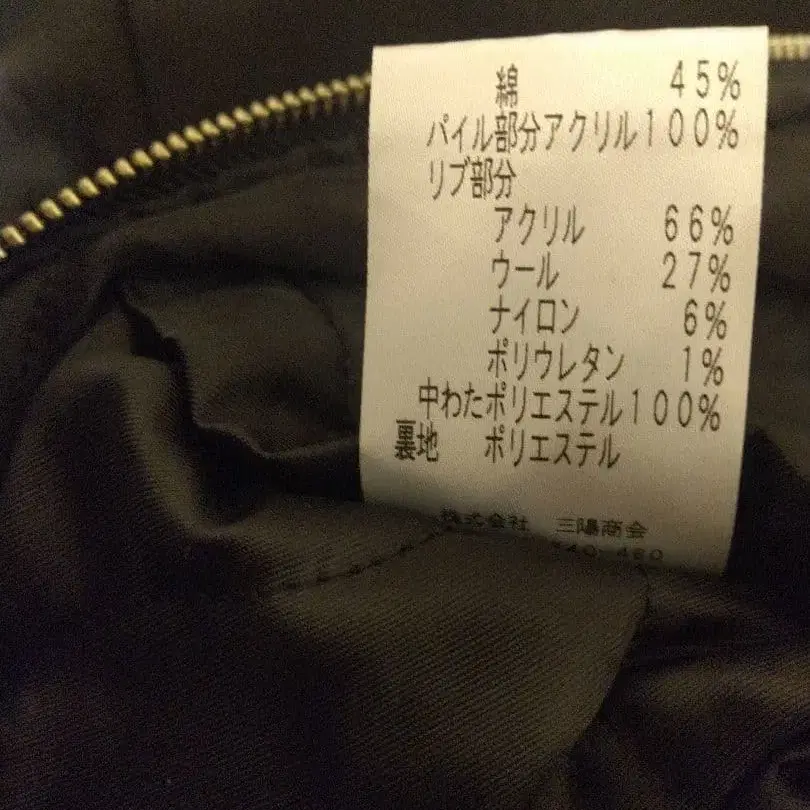 綿 45%
パイル部分アクリル100%
リブ部分
アクリル 66%
ウール 27%
ナイロン 6%
ポリウレタン 1%
中わたポリエステル100%
裏地 ポリエステル
株式会社 三陽商会